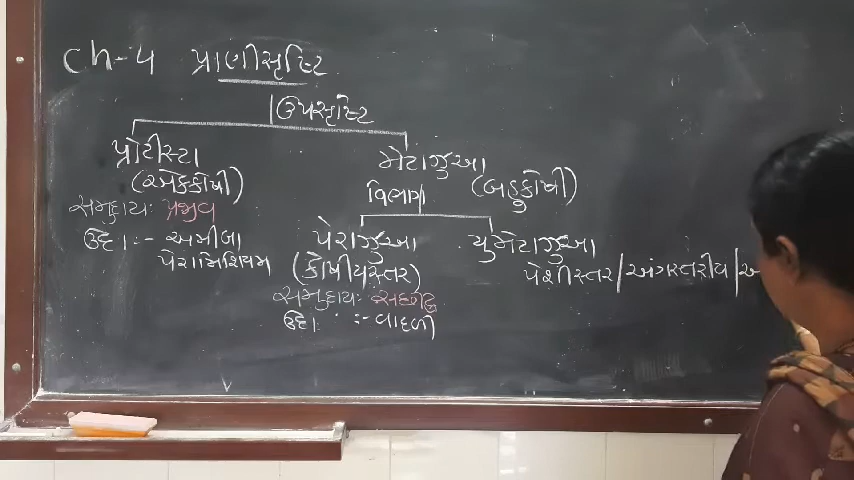 ch-4 પ્રાણીસૃષ્ટિ
ઉપસૃષ્ટિ
પ્રોટીસ્ટા
(એકકોષી)
સમુદાય: પ્રજીવ
ઉદા. :- અમીબા
પેરામિશિયમ
મેટાઝુઆ
(બહુકોષી)
વિભાગ
પેરાઝુઆ
(કોષીયસ્તર)
સમુદાય: સછિદ્ર
ઉદા. :- વાદળી
યુમેટાઝુઆ
પેશીસ્તર/અંગસ્તરીય/અ